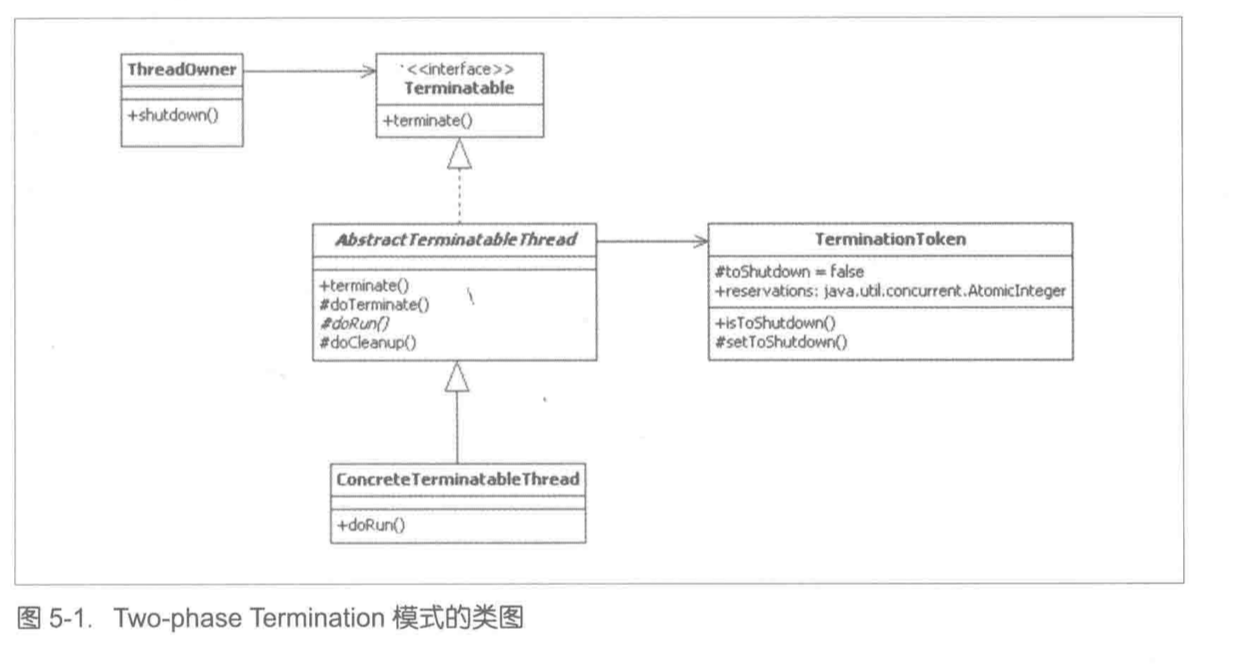 ThreadOwner
+shutdown()
<<interface>>
Terminatable
+terminate()
AbstractTerminatableThread
+terminate()
#doTerminate()
#doRun()
#doCleanup()
TerminationToken
#toShutdown = false
+reservations: java.util.concurrent.AtomicInteger
+isToShutdown()
#setToShutdown()
ConcreteTerminatableThread
+doRun()
图 5-1. Two-phase Termination 模式的类图